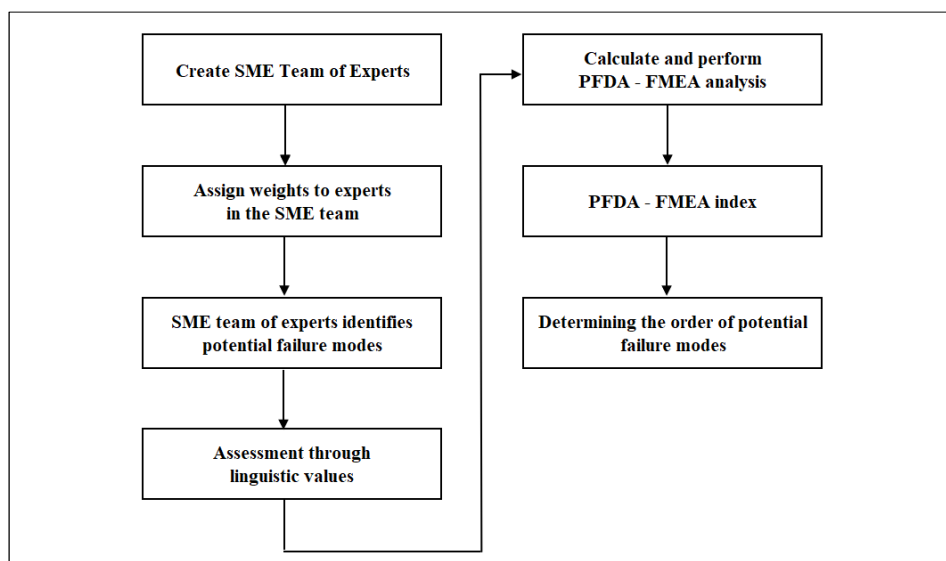 Create SME Team of Experts
Assign weights to experts
in the SME team
SME team of experts identifies
potential failure modes
Assessment through
linguistic values
Calculate and perform
PFDA - FMEA analysis
PFDA - FMEA index
Determining the order of potential
failure modes